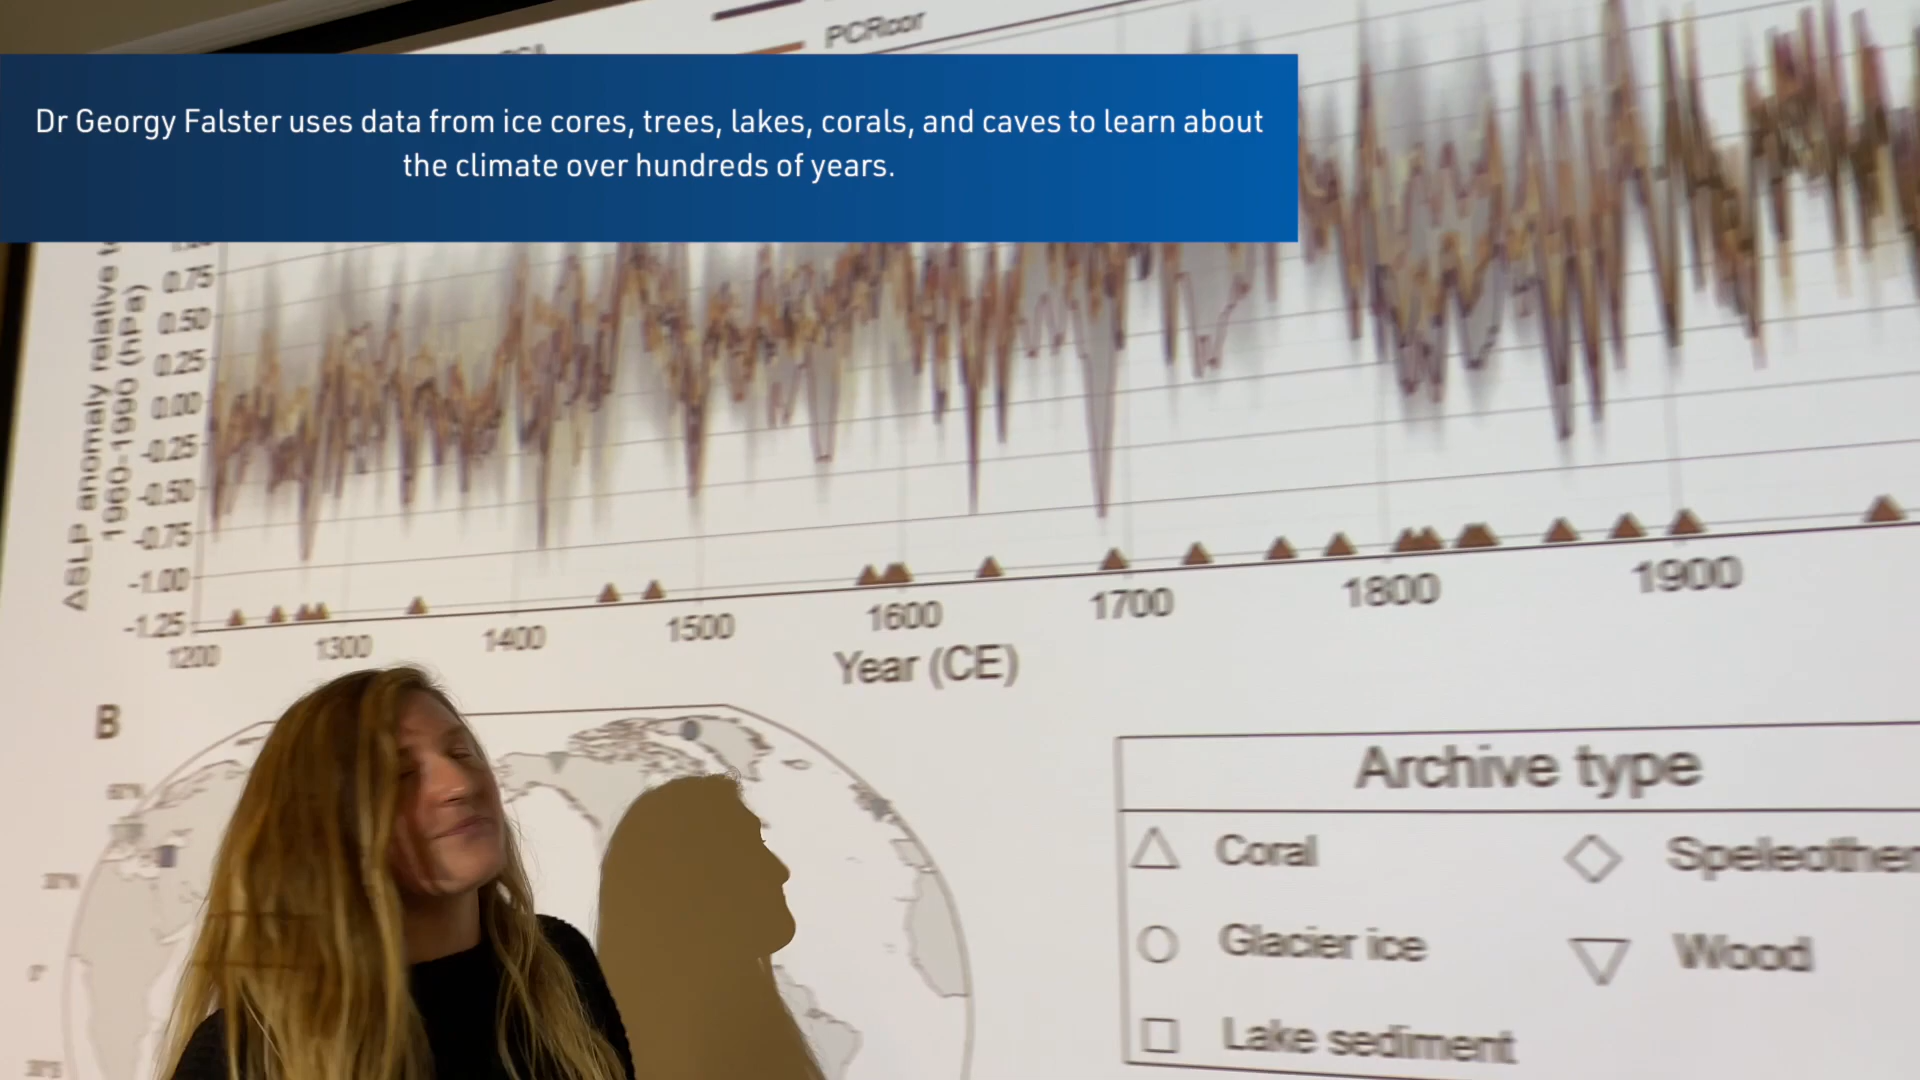 PCRcor
Dr Georgy Falster uses data from ice cores, trees, lakes, corals, and caves to learn about
the climate over hundreds of years.
ΔSLP anomaly relative
1960-1990 (hPa)
0.75
0.50
0.25
0.00
-0.25
-0.50
-0.75
-1.00
-1.25
1200 1300 1400 1500 1600 1700 1800 1900
Year (CE)
B
Archive type
Coral
Glacier ice
Wood
Lake sediment